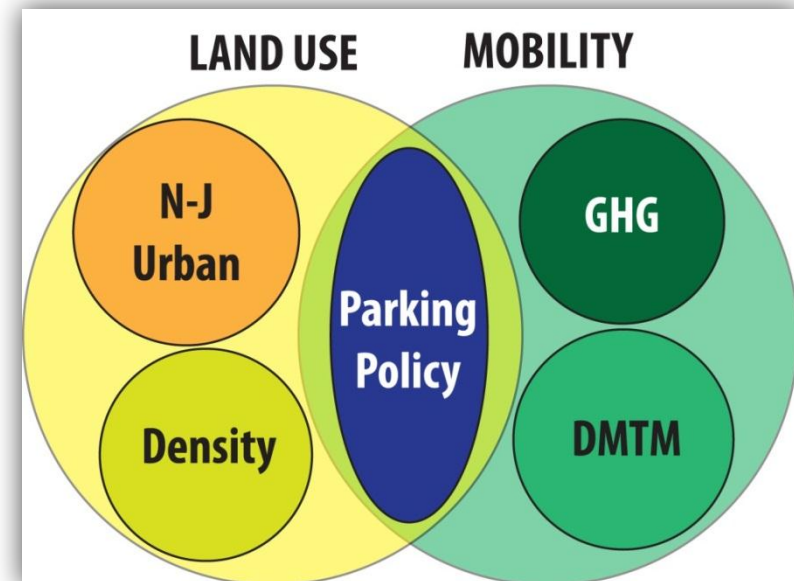 LAND USE
MOBILITY
N-J
Urban
Density
Parking
Policy
GHG
DMTM